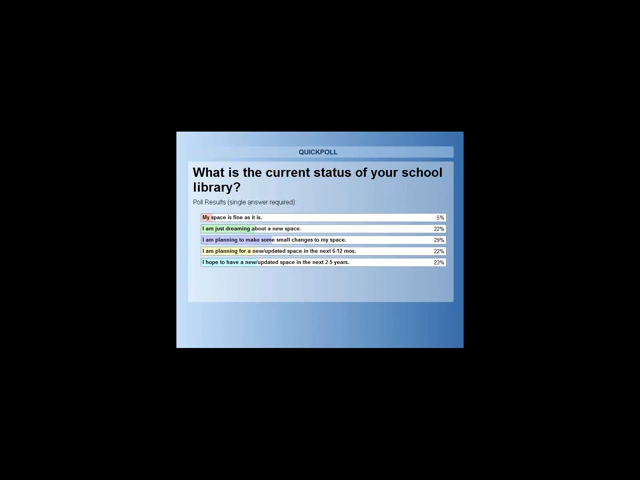 QUICKPOLL
What is the current status of your school
library?
Poll Results (single answer required):
My space is fine as it is. 5%
I am just dreaming about a new space. 22%
I am planning to make some small changes to my space. 29%
I am planning for a new/updated space in the next 6-12 mos. 22%
I hope to have a new/updated space in the next 2-5 years. 23%